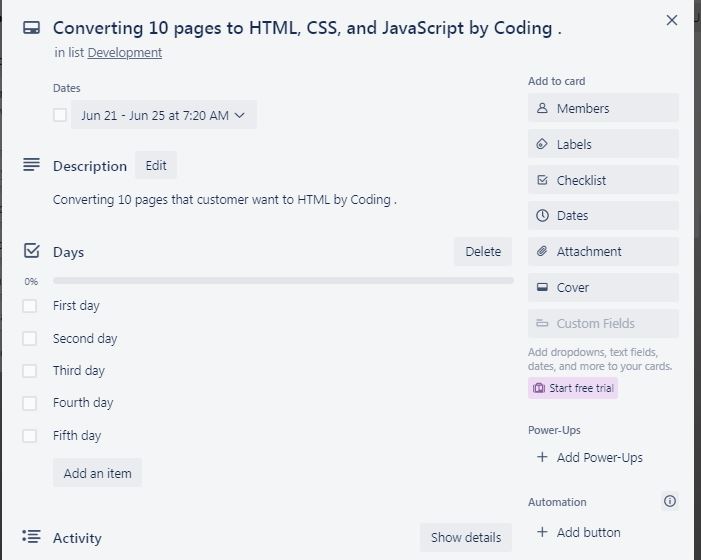 Converting 10 pages to HTML, CSS, and JavaScript by Coding .
in list Development
Dates
Jun 21 - Jun 25 at 7:20 AM
Description
Edit
Converting 10 pages that customer want to HTML by Coding .
Days
Delete
0%
First day
Second day
Third day
Fourth day
Fifth day
Add an item
Activity
Show details
Add to card
Members
Labels
Checklist
Dates
Attachment
Cover
Custom Fields
Add dropdowns, text fields,
dates, and more to your cards.
Start free trial
Power-Ups
+ Add Power-Ups
Automation
+ Add button